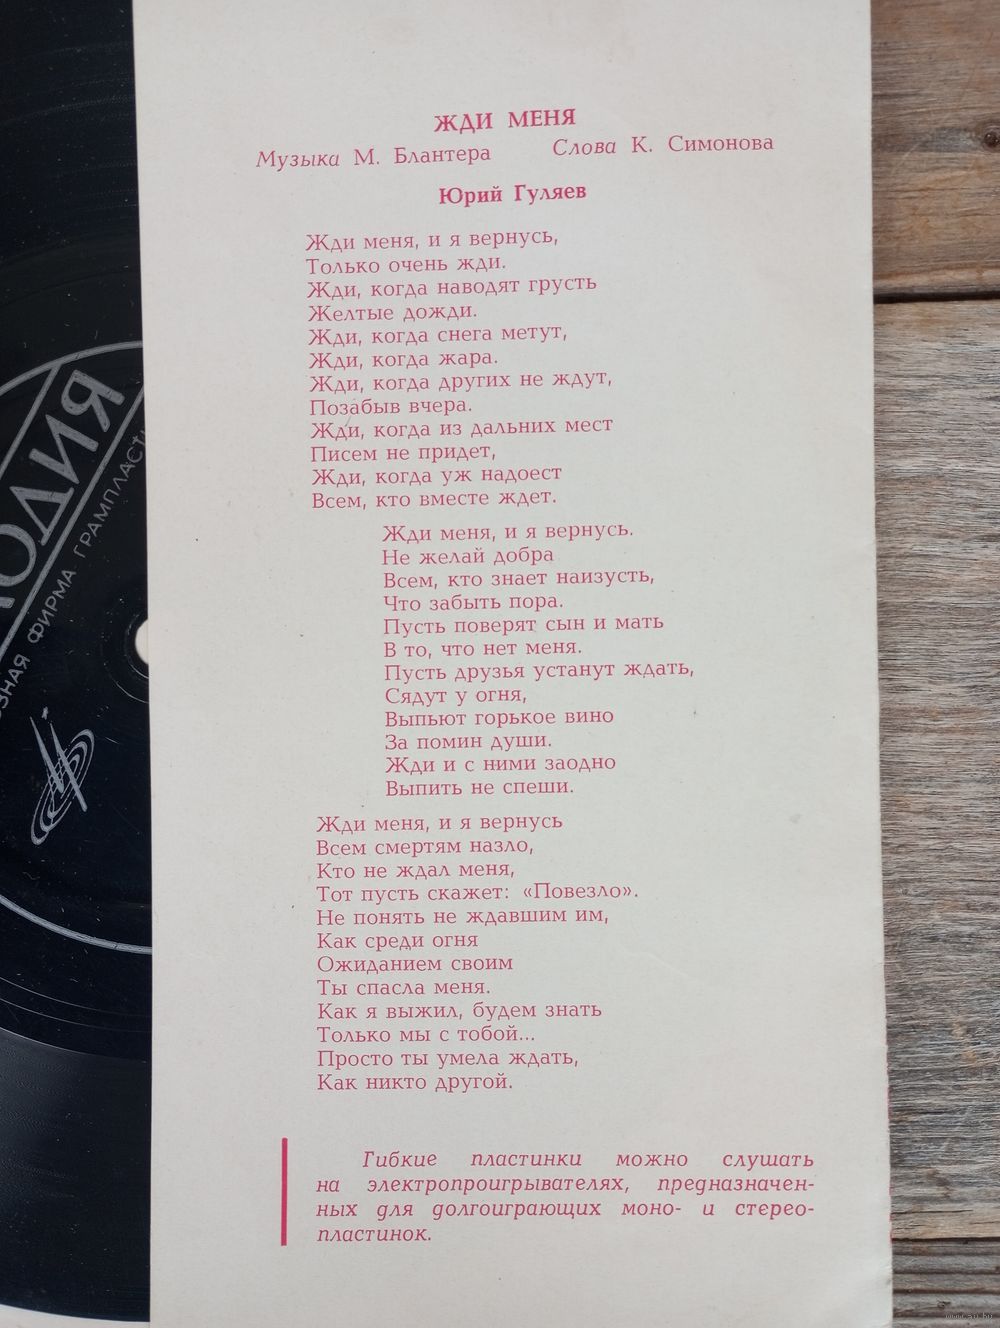 ЖДИ МЕНЯ
Музыка М. Блантера Слова К. Симонова
Юрий Гуляев
Жди меня, и я вернусь,
Только очень жди.
Жди, когда наводят грусть
Желтые дожди.
Жди, когда снега метут,
Жди, когда жара.
Жди, когда других не ждут,
Позабыв вчера.
Жди, когда из дальних мест
Писем не придет,
Жди, когда уж надоест
Всем, кто вместе ждет.
Жди меня, и я вернусь.
Не желай добра
Всем, кто знает наизусть,
Что забыть пора.
Пусть поверят сын и мать
В то, что нет меня.
Пусть друзья устанут ждать,
Сядут у огня,
Выпьют горькое вино
За помин души.
Жди и с ними заодно
Выпить не спеши.
Жди меня, и я вернусь
Всем смертям назло,
Кто не ждал меня,
Тот пусть скажет: «Повезло».
Не понять не ждавшим им,
Как среди огня
Ожиданием своим
Ты спасла меня.
Как я выжил, будем знать
Только мы с тобой...
Просто ты умела ждать,
Как никто другой.
Гибкие пластинки можно слушать
на электропроигрывателях, предназначен-
ных для долгоиграющих моно- и стерео-
пластинок.
ОДИЯ
ЗНАЯ ФИРМА ГРАМПЛАСТ